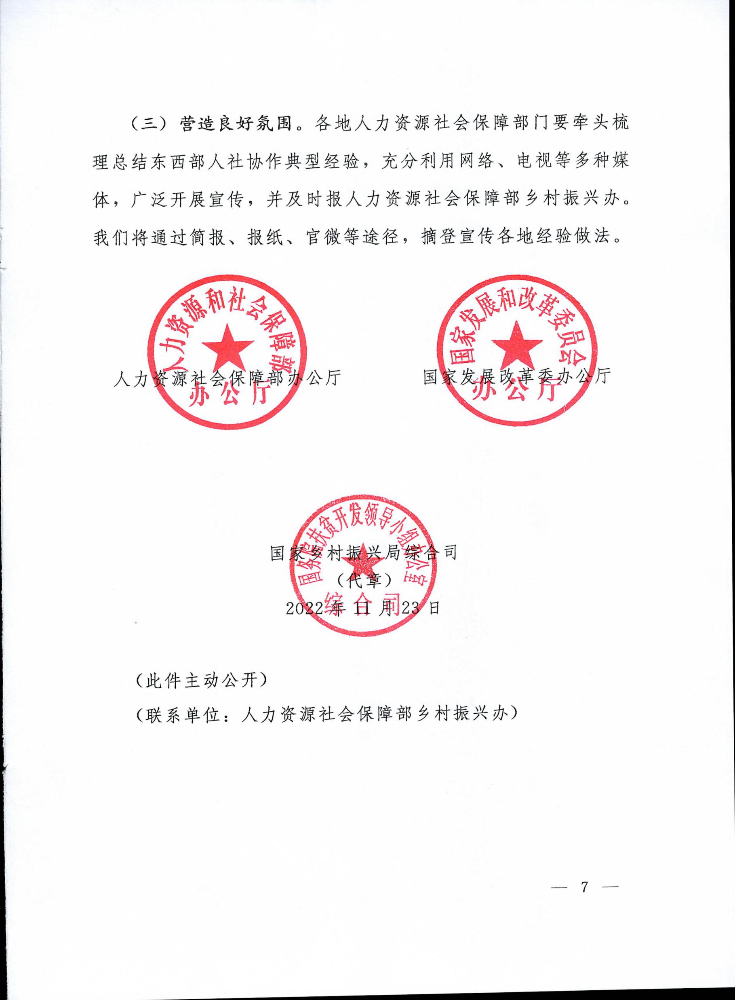 （三）营造良好氛围。各地人力资源社会保障部门要牵头梳
理总结东西部人社协作典型经验，充分利用网络、电视等多种媒
体，广泛开展宣传，并及时报人力资源社会保障部乡村振兴办。
我们将通过简报、报纸、官微等途径，摘登宣传各地经验做法。
人力资源和社会保障部
人力资源社会保障部办公厅
办公厅
国家发展和改革委员会
国家发展改革委办公厅
办公厅
国务院扶贫开发领导小组办公室
国家乡村振兴局综合司
（代章）
综合司
2022年11月23日
（此件主动公开）
（联系单位：人力资源社会保障部乡村振兴办）
— 7 —